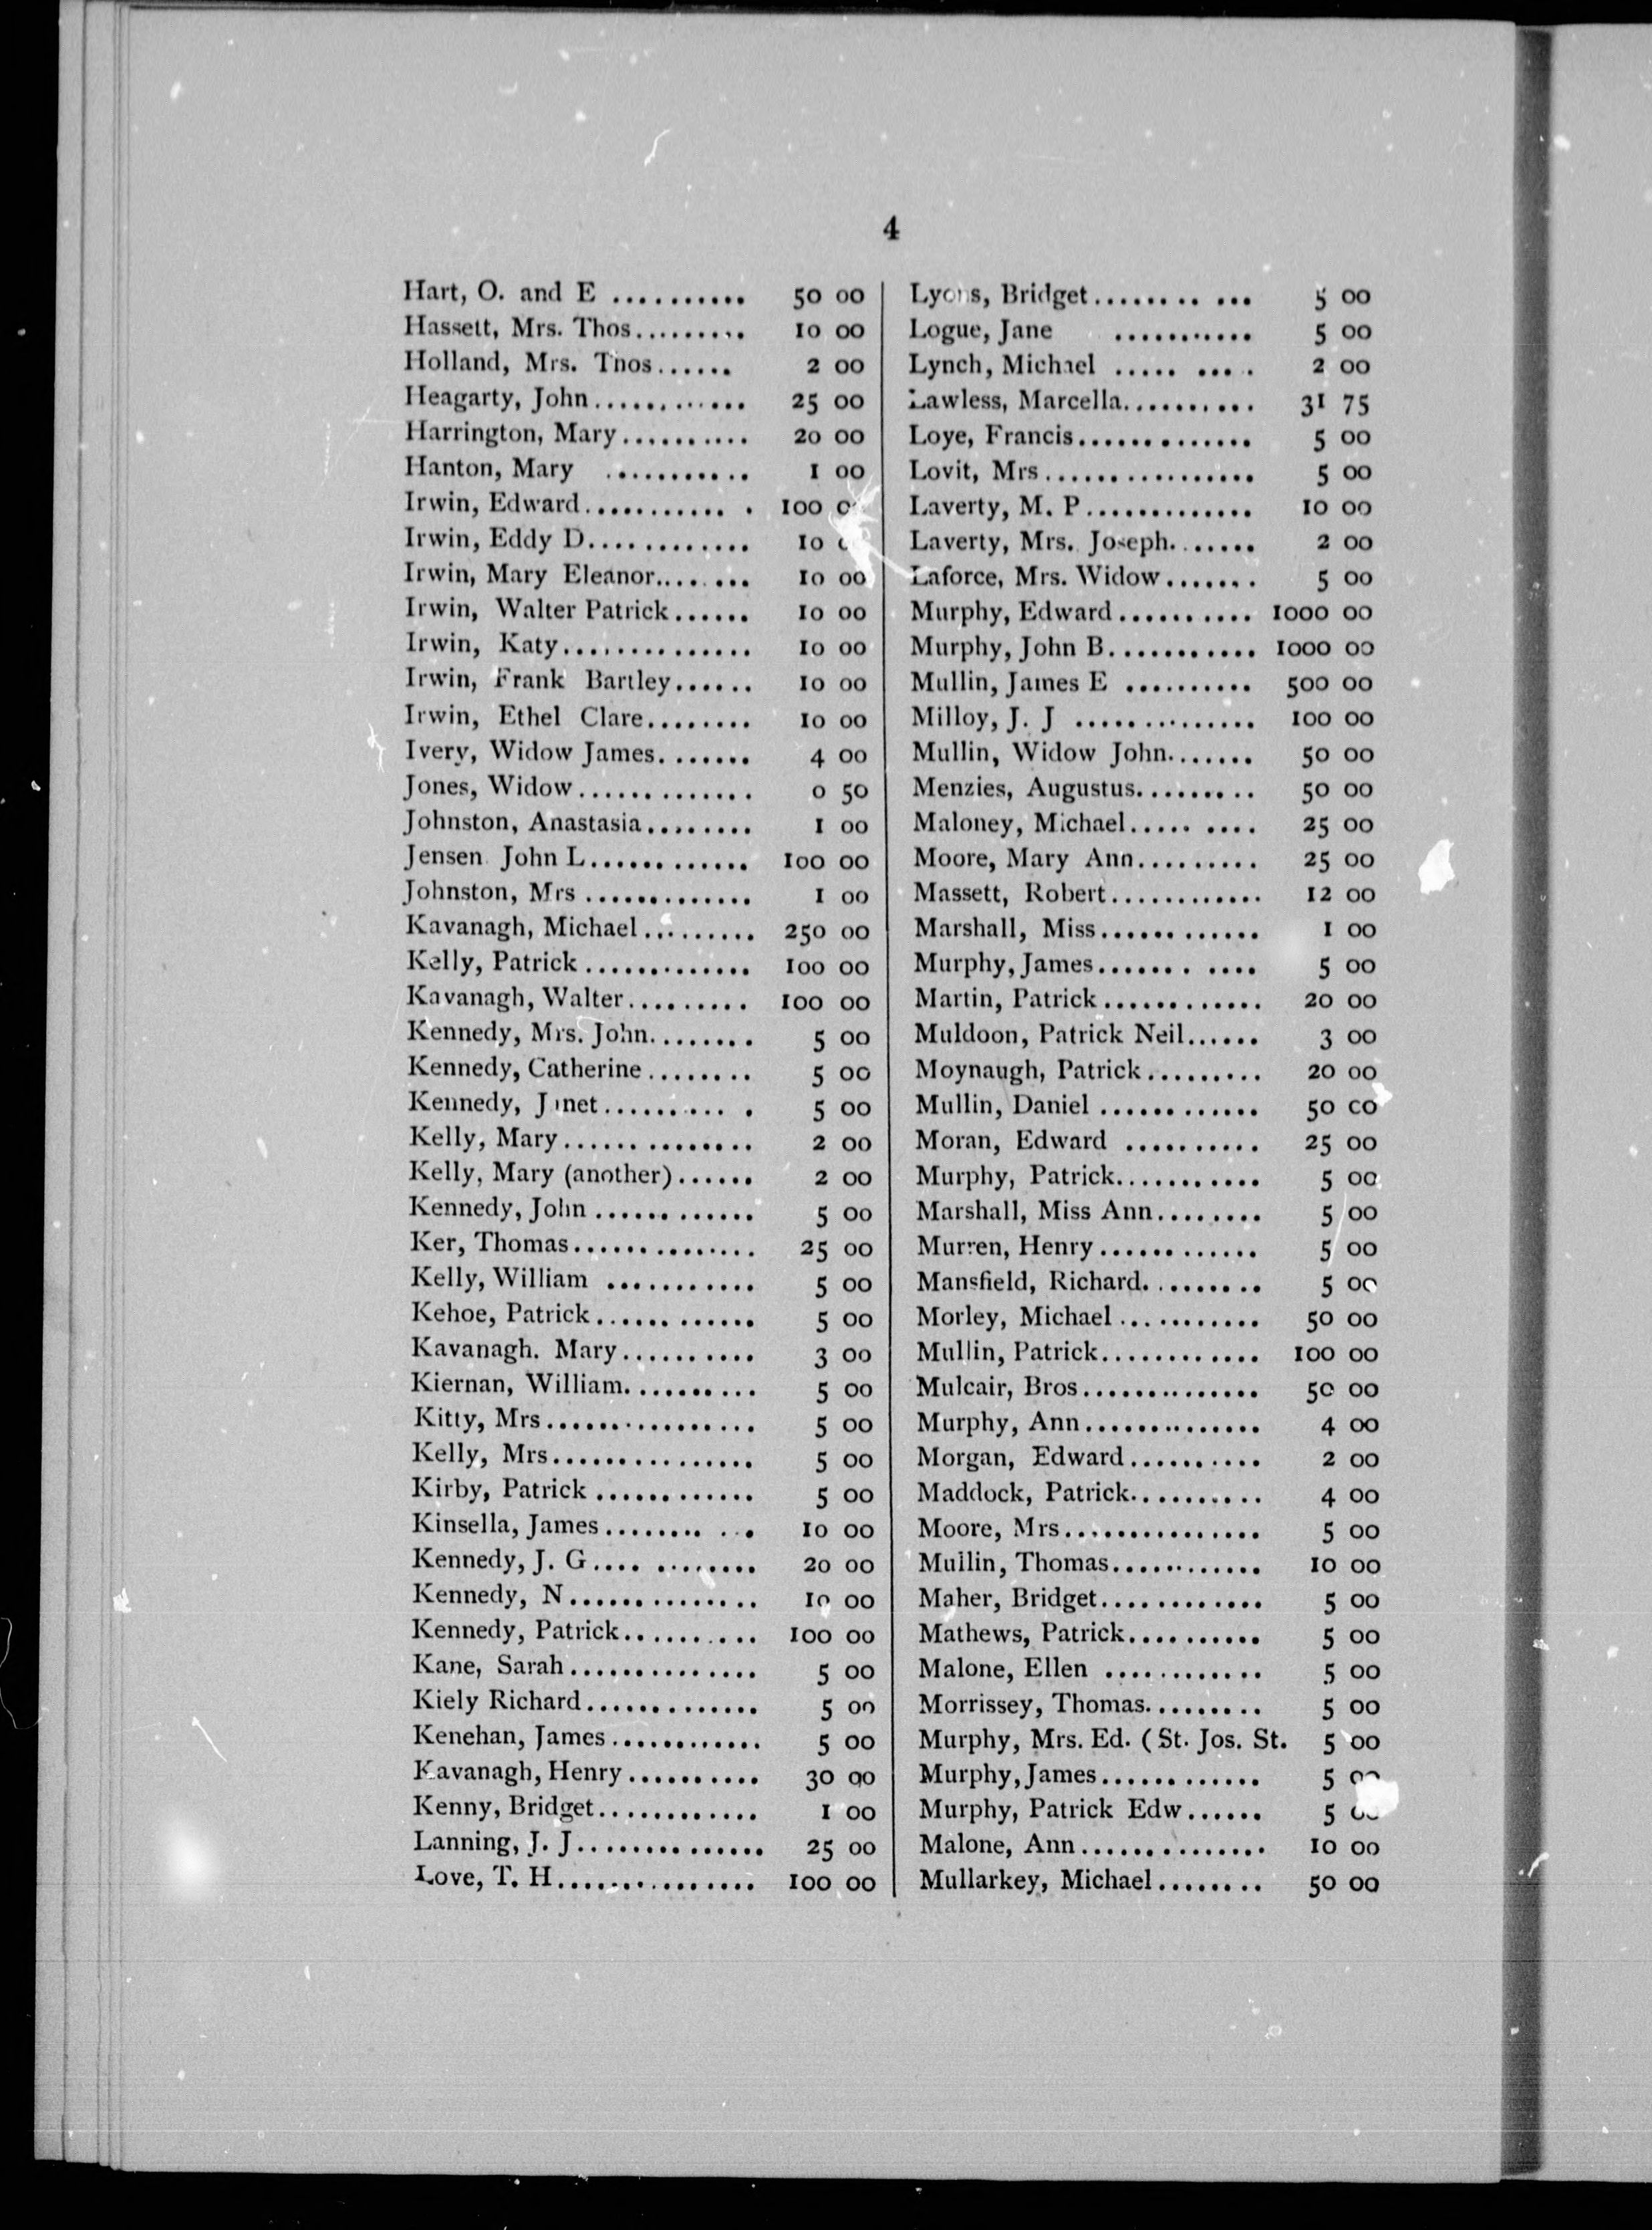 4
Hart, O. and E .......... 50 00
Hassett, Mrs. Thos......... 10 00
Holland, Mrs. Thos...... 2 00
Heagarty, John............ 25 00
Harrington, Mary.......... 20 00
Hanton, Mary ........... 1 00
Irwin, Edward........... . 100
Irwin, Eddy D............. 10
Irwin, Mary Eleanor....... 10 00
Irwin, Walter Patrick...... 10 00
Irwin, Katy............... 10 00
Irwin, Frank Bartley...... 10 00
Irwin, Ethel Clare........ 10 00
Ivery, Widow James....... 4 00
Jones, Widow............. 0 50
Johnston, Anastasia........ 1 00
Jensen John L............ 100 00
Johnston, Mrs ............. 1 00
Kavanagh, Michael......... 250 00
Kelly, Patrick ............. 100 00
Kavanagh, Walter......... 100 00
Kennedy, Mrs. John........ 5 00
Kennedy, Catherine........ 5 00
Kennedy, Janet.......... . 5 00
Kelly, Mary.............. 2 00
Kelly, Mary (another)...... 2 00
Kennedy, John ............ 5 00
Ker, Thomas.............. 25 00
Kelly, William ........... 5 00
Kehoe, Patrick............ 5 00
Kavanagh. Mary.......... 3 00
Kiernan, William.......... 5 00
Kitty, Mrs................ 5 00
Kelly, Mrs................ 5 00
Kirby, Patrick ............ 5 00
Kinsella, James........ ... 10 00
Kennedy, J. G.... ........ 20 00
Kennedy, N.............. 10 00
Kennedy, Patrick.......... 100 00
Kane, Sarah.............. 5 00
Kiely Richard............. 5 00
Kenehan, James............ 5 00
Kavanagh, Henry.......... 30 00
Kenny, Bridget............ 1 00
Lanning, J. J.............. 25 00
Love, T. H............... 100 00
Lyons, Bridget........ ... 5 00
Logue, Jane ........... 5 00
Lynch, Michael ..... .... 2 00
Lawless, Marcella.......... 31 75
Loye, Francis............. 5 00
Lovit, Mrs................ 5 00
Laverty, M. P............. 10 00
Laverty, Mrs. Joseph....... 2 00
Laforce, Mrs. Widow....... 5 00
Murphy, Edward.......... 1000 00
Murphy, John B........... 1000 00
Mullin, James E .......... 500 00
Milloy, J. J .............. 100 00
Mullin, Widow John....... 50 00
Menzies, Augustus......... 50 00
Maloney, Michael..... .... 25 00
Moore, Mary Ann......... 25 00
Massett, Robert............ 12 00
Marshall, Miss............ 1 00
Murphy, James....... .... 5 00
Martin, Patrick............ 20 00
Muldoon, Patrick Neil...... 3 00
Moynaugh, Patrick......... 20 00
Mullin, Daniel ............ 50 00
Moran, Edward .......... 25 00
Murphy, Patrick........... 5 00
Marshall, Miss Ann........ 5 00
Murren, Henry............ 5 00
Mansfield, Richard......... 5 00
Morley, Michael ........... 50 00
Mullin, Patrick............ 100 00
Mulcair, Bros.............. 50 00
Murphy, Ann.............. 4 00
Morgan, Edward.......... 2 00
Maddock, Patrick.......... 4 00
Moore, Mrs............... 5 00
Mullin, Thomas............ 10 00
Maher, Bridget............ 5 00
Mathews, Patrick.......... 5 00
Malone, Ellen ............ 5 00
Morrissey, Thomas......... 5 00
Murphy, Mrs. Ed. (St. Jos. St. 5 00
Murphy, James............ 5 00
Murphy, Patrick Edw...... 5 00
Malone, Ann.............. 10 00
Mullarkey, Michael........ 50 00